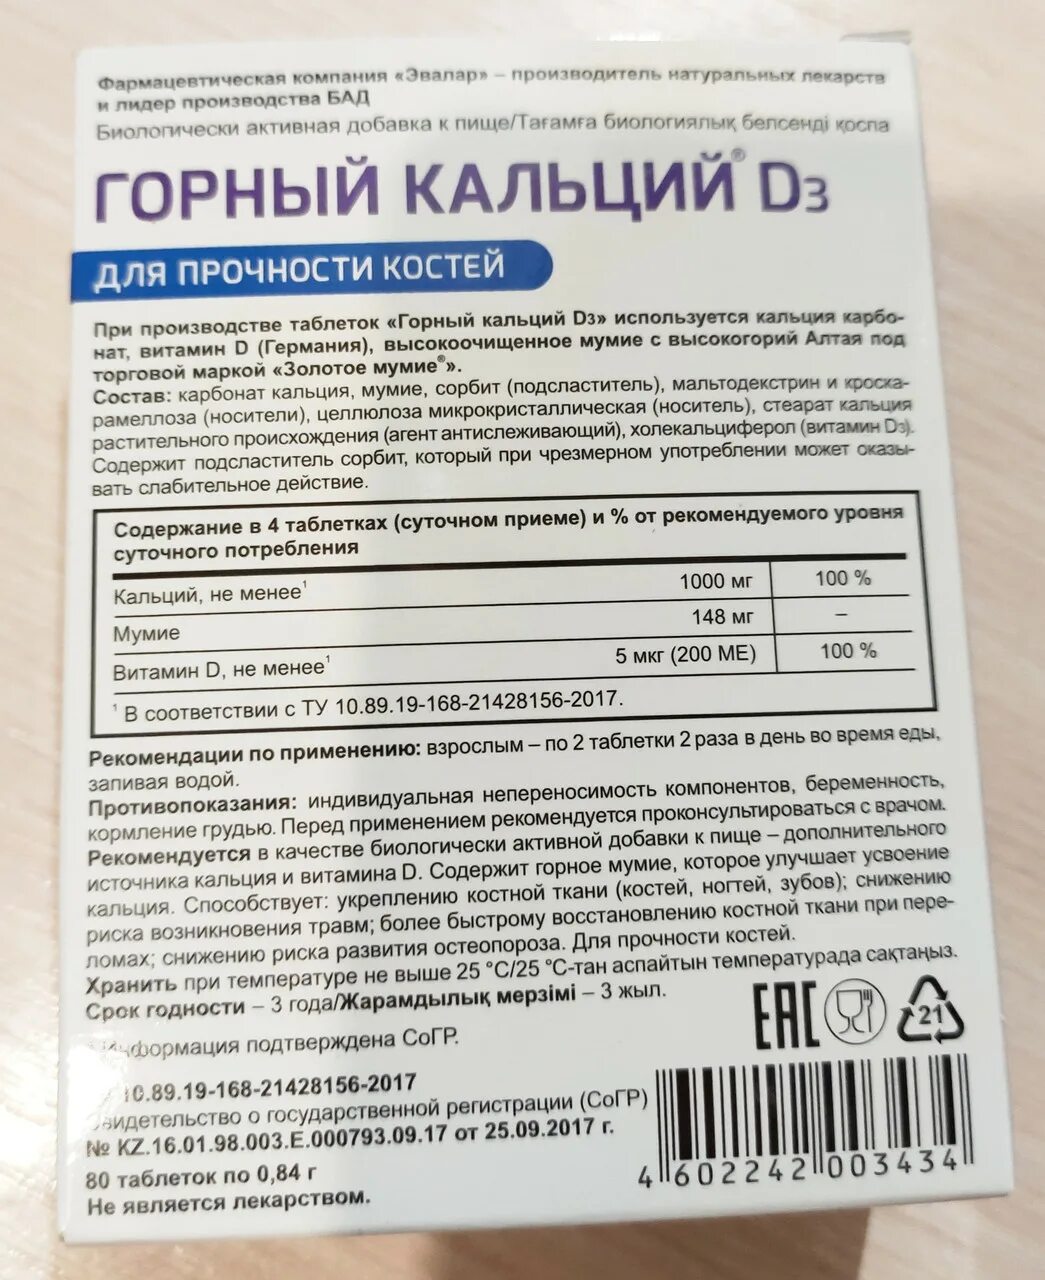 Фармацевтическая компания «Эвалар» – производитель натуральных лекарств
и лидер производства БАД
Биологически активная добавка к пище/Тағамға биологиялық белсенді қоспа
ГОРНЫЙ КАЛЬЦИЙ® D3
ДЛЯ ПРОЧНОСТИ КОСТЕЙ
При производстве таблеток «Горный кальций D3» используется кальция карбо-
нат, витамин D (Германия), высокоочищенное мумие с высокогорий Алтая под
торговой маркой «Золотое мумие®».
Состав: карбонат кальция, мумие, сорбит (подсластитель), мальтодекстрин и кроска-
рамеллоза (носители), целлюлоза микрокристаллическая (носитель), стеарат кальция
растительного происхождения (агент антислеживающий), холекальциферол (витамин D3).
Содержит подсластитель сорбит, который при чрезмерном употреблении может оказы-
вать слабительное действие.
Содержание в 4 таблетках (суточном приеме) и % от рекомендуемого уровня
суточного потребления
Кальций, не менее¹ 1000 мг 100 %
Мумие 148 мг –
Витамин D, не менее¹ 5 мкг (200 МЕ) 100 %
¹ В соответствии с ТУ 10.89.19-168-21428156-2017.
Рекомендации по применению: взрослым – по 2 таблетки 2 раза в день во время еды,
запивая водой.
Противопоказания: индивидуальная непереносимость компонентов, беременность,
кормление грудью. Перед применением рекомендуется проконсультироваться с врачом.
Рекомендуется в качестве биологически активной добавки к пище – дополнительного
источника кальция и витамина D. Содержит горное мумие, которое улучшает усвоение
кальция. Способствует: укреплению костной ткани (костей, ногтей, зубов); снижению
риска возникновения травм; более быстрому восстановлению костной ткани при пере-
ломах; снижению риска развития остеопороза. Для прочности костей.
Хранить при температуре не выше 25 °С/25 °С-тан аспайтын температурада сақтаңыз.
Срок годности – 3 года/Жарамдылық мерзімі – 3 жыл.
EAC
21
Информация подтверждена СоГР.
10.89.19-168-21428156-2017
Свидетельство о государственной регистрации (СоГР)
№ KZ.16.01.98.003.E.000793.09.17 от 25.09.2017 г.
80 таблеток по 0,84 г
Не является лекарством.
4 602242 003434